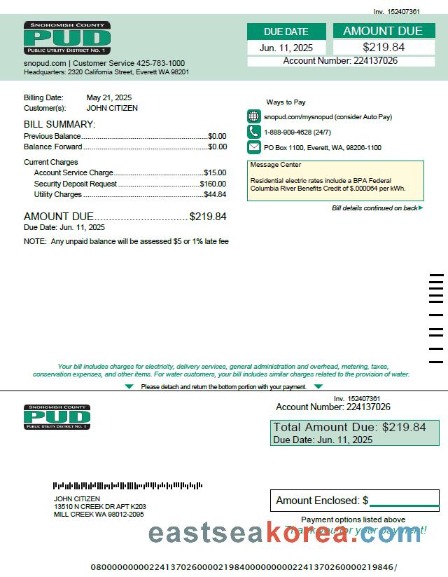 Inv. 152407361
SNOHOMISH COUNTY
PUD
PUBLIC UTILITY DISTRICT NO. 1
DUE DATE
AMOUNT DUE
Jun. 11, 2025
$219.84
Account Number: 224137026
snopud.com | Customer Service 425-783-1000
Headquarters: 2320 California Street, Everett WA 98201
Billing Date: May 21, 2025
Customer(s): JOHN CITIZEN
BILL SUMMARY:
Previous Balance $0.00
Balance Forward $0.00
Current Charges
Account Service Charge $15.00
Security Deposit Request $160.00
Utility Charges $44.84
AMOUNT DUE $219.84
Due Date: Jun. 11, 2025
NOTE: Any unpaid balance will be assessed $5 or 1% late fee
Ways to Pay
snopud.com/mysnopud (consider Auto Pay)
1-888-909-4628 (24/7)
PO Box 1100, Everett, WA, 98206-1100
Message Center
Residential electric rates include a BPA Federal
Columbia River Benefits Credit of $.000064 per kWh.
Bill details continued on back
Your bill includes charges for electricity, delivery services, general administration and overhead, metering, taxes,
conservation expenses, and other items. For water customers, your bill includes similar charges related to the provision of water.
Please detach and return the bottom portion with your payment.
SNOHOMISH COUNTY
PUD
PUBLIC UTILITY DISTRICT NO. 1
Inv. 152407361
Account Number: 224137026
Total Amount Due: $219.84
Due Date: Jun. 11, 2025
JOHN CITIZEN
13510 N CREEK DR APT K203
MILL CREEK WA 98012-2095
Amount Enclosed: $
Payment options listed above
Thank you for your payment!
eastseakorea.com